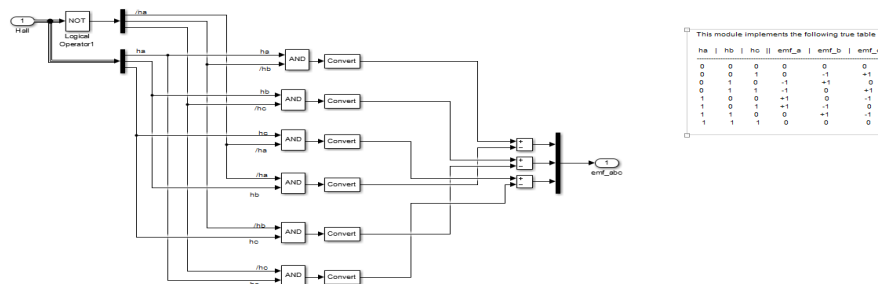 1
Hall
NOT
Logical
Operator1
/ha
ha
ha
/hb
AND
Convert
hb
/hc
AND
Convert
hc
/ha
AND
Convert
/ha
hb
AND
Convert
/hb
hc
AND
Convert
/hc
AND
Convert
+
−
+
−
+
−
1
emf_abc
This module implements the following true table
ha | hb | hc || emf_a | emf_b |
0 0 0 0 0 0
0 0 1 0 -1 +1
0 1 0 -1 +1 0
0 1 1 -1 0 +1
1 0 0 +1 0 -1
1 0 1 +1 -1 0
1 1 0 0 +1 -1
1 1 1 0 0 0